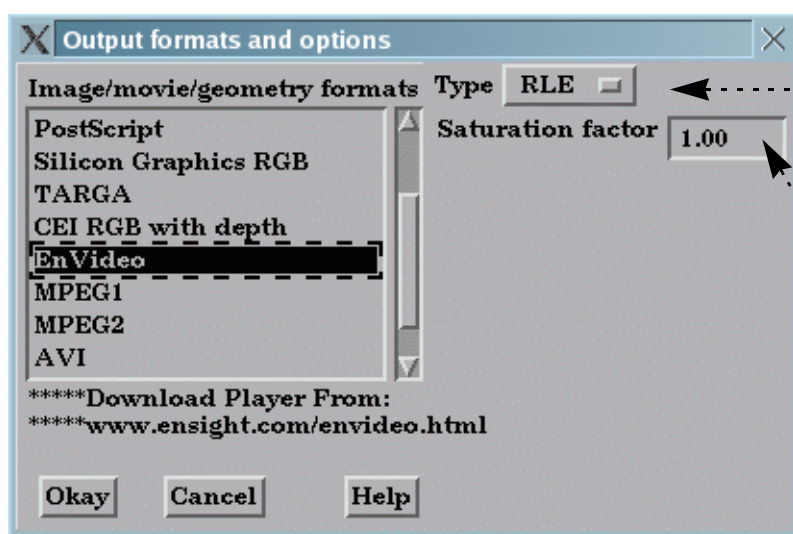 Output formats and options
Image/movie/geometry formats
Type RLE
Saturation factor 1.00
PostScript
Silicon Graphics RGB
TARGA
CEI RGB with depth
EnVideo
MPEG1
MPEG2
AVI
*****Download Player From:
*****www.ensight.com/envideo.html
Okay
Cancel
Help